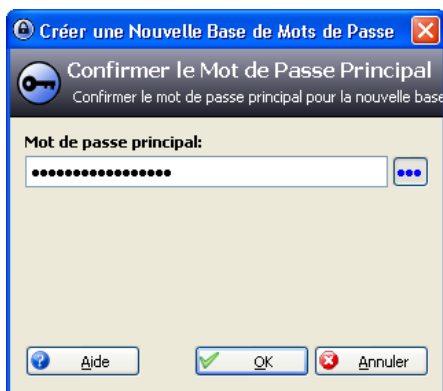 Créer une Nouvelle Base de Mots de Passe
Confirmer le Mot de Passe Principal
Confirmer le mot de passe principal pour la nouvelle base
Mot de passe principal:
•••••••••••••••••
•••
Aide
OK
Annuler